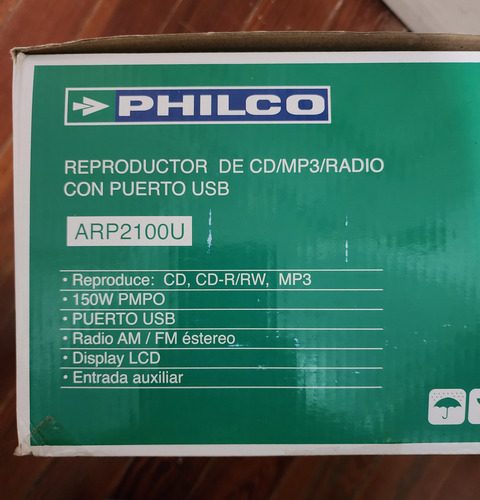 PHILCO
REPRODUCTOR DE CD/MP3/RADIO
CON PUERTO USB
ARP2100U
• Reproduce: CD, CD-R/RW, MP3
• 150W PMPO
• PUERTO USB
• Radio AM / FM éstereo
• Display LCD
• Entrada auxiliar